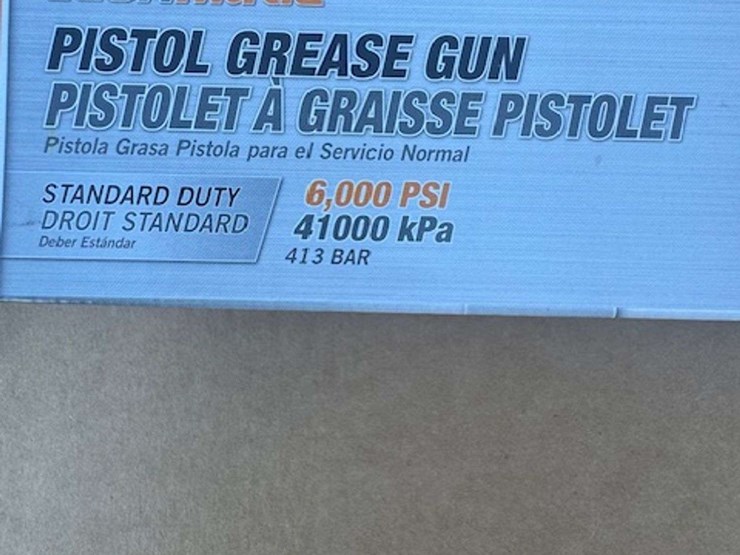 PISTOL GREASE GUN
PISTOLET À GRAISSE PISTOLET
Pistola Grasa Pistola para el Servicio Normal
STANDARD DUTY
DROIT STANDARD
Deber Estándar
6,000 PSI
41000 kPa
413 BAR